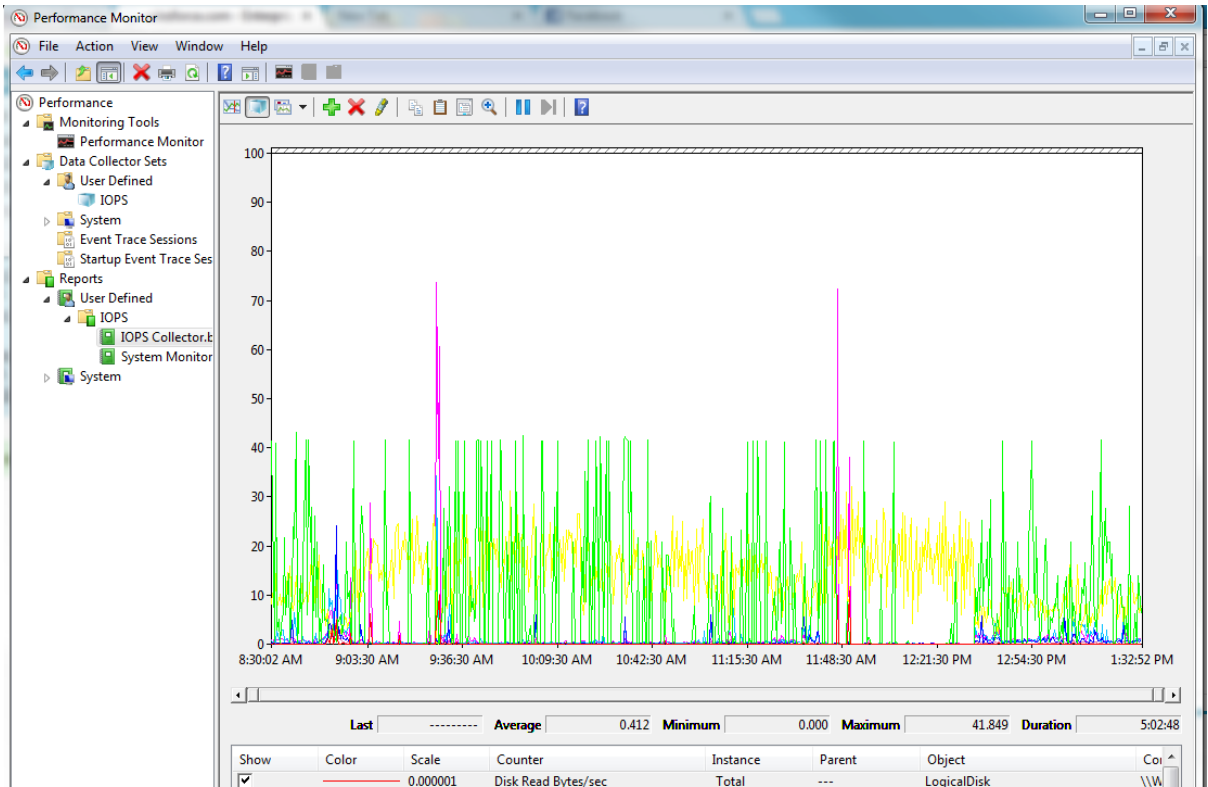 Performance Monitor
File Action View Window Help
Performance
Monitoring Tools
Performance Monitor
Data Collector Sets
User Defined
IOPS
System
Event Trace Sessions
Startup Event Trace Ses
Reports
User Defined
IOPS
IOPS Collector.b
System Monitor
System
100
90
80
70
60
50
40
30
20
10
0
8:30:02 AM 9:03:30 AM 9:36:30 AM 10:09:30 AM 10:42:30 AM 11:15:30 AM 11:48:30 AM 12:21:30 PM 12:54:30 PM 1:32:52 PM
Last --------- Average 0.412 Minimum 0.000 Maximum 41.849 Duration 5:02:48
Show Color Scale Counter Instance Parent Object
0.000001 Disk Read Bytes/sec Total --- LogicalDisk